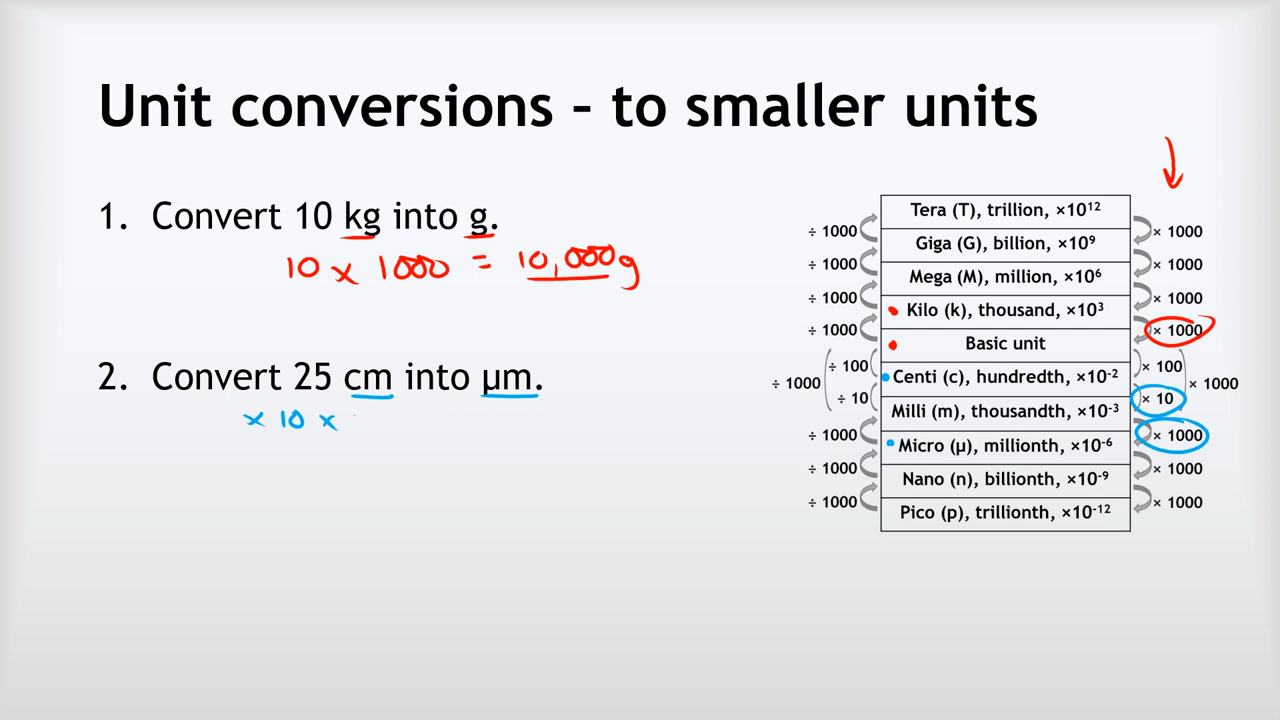 Unit conversions – to smaller units
1. Convert 10 kg into g.
10 x 1000 = 10,000g
2. Convert 25 cm into µm.
x 10 x
Tera (T), trillion, ×10¹²
Giga (G), billion, ×10⁹
Mega (M), million, ×10⁶
Kilo (k), thousand, ×10³
Basic unit
Centi (c), hundredth, ×10⁻²
Milli (m), thousandth, ×10⁻³
Micro (µ), millionth, ×10⁻⁶
Nano (n), billionth, ×10⁻⁹
Pico (p), trillionth, ×10⁻¹²
÷ 1000
÷ 1000
÷ 1000
÷ 1000
÷ 100
÷ 1000
÷ 10
÷ 1000
÷ 1000
÷ 1000
× 1000
× 1000
× 1000
× 1000
× 100
× 1000
× 10
× 1000
× 1000
× 1000